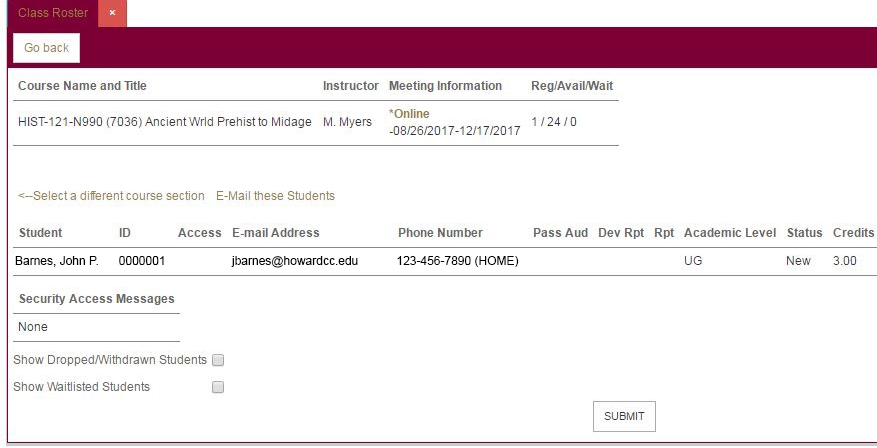 Class Roster ×
Go back
Course Name and Title Instructor Meeting Information Reg/Avail/Wait
HIST-121-N990 (7036) Ancient Wrld Prehist to Midage M. Myers *Online -08/26/2017-12/17/2017 1 / 24 / 0
<--Select a different course section E-Mail these Students
Student ID Access E-mail Address Phone Number Pass Aud Dev Rpt Rpt Academic Level Status Credits
Barnes, John P. 0000001 jbarnes@howardcc.edu 123-456-7890 (HOME) UG New 3.00
Security Access Messages
None
Show Dropped/Withdrawn Students
Show Waitlisted Students
SUBMIT